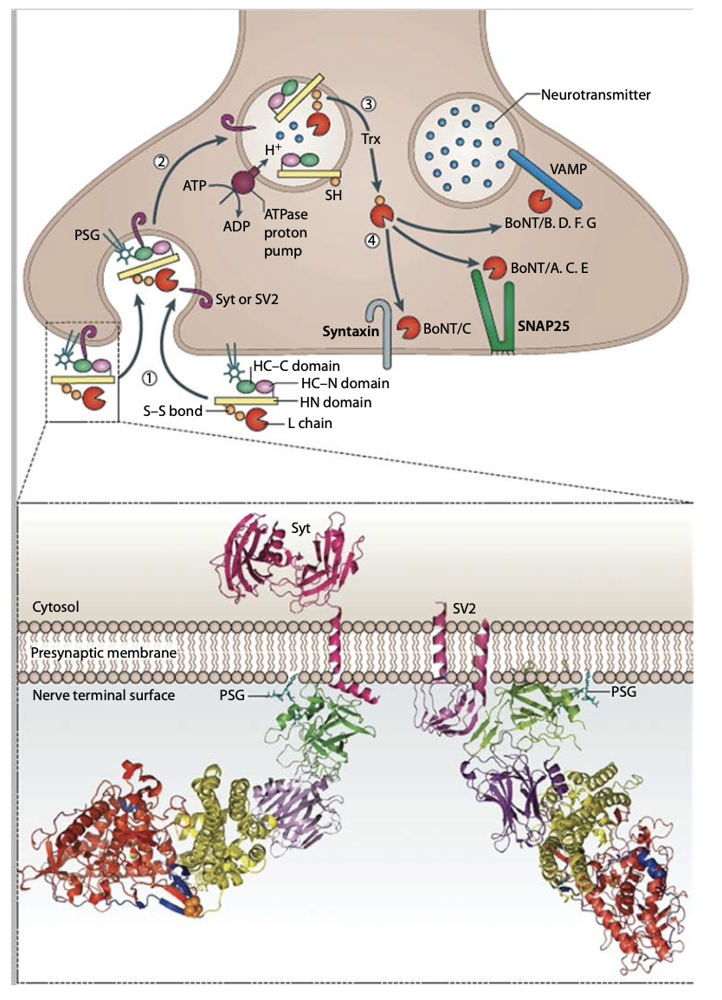 Neurotransmitter
③
Trx
H⁺
②
VAMP
ATP
SH
PSG
ADP
ATPase
proton
pump
④
BoNT/B. D. F. G
BoNT/A. C. E
Syt or SV2
Syntaxin
BoNT/C
SNAP25
①
HC–C domain
HC–N domain
HN domain
S–S bond
L chain
Syt
Cytosol
SV2
Presynaptic membrane
Nerve terminal surface
PSG
PSG